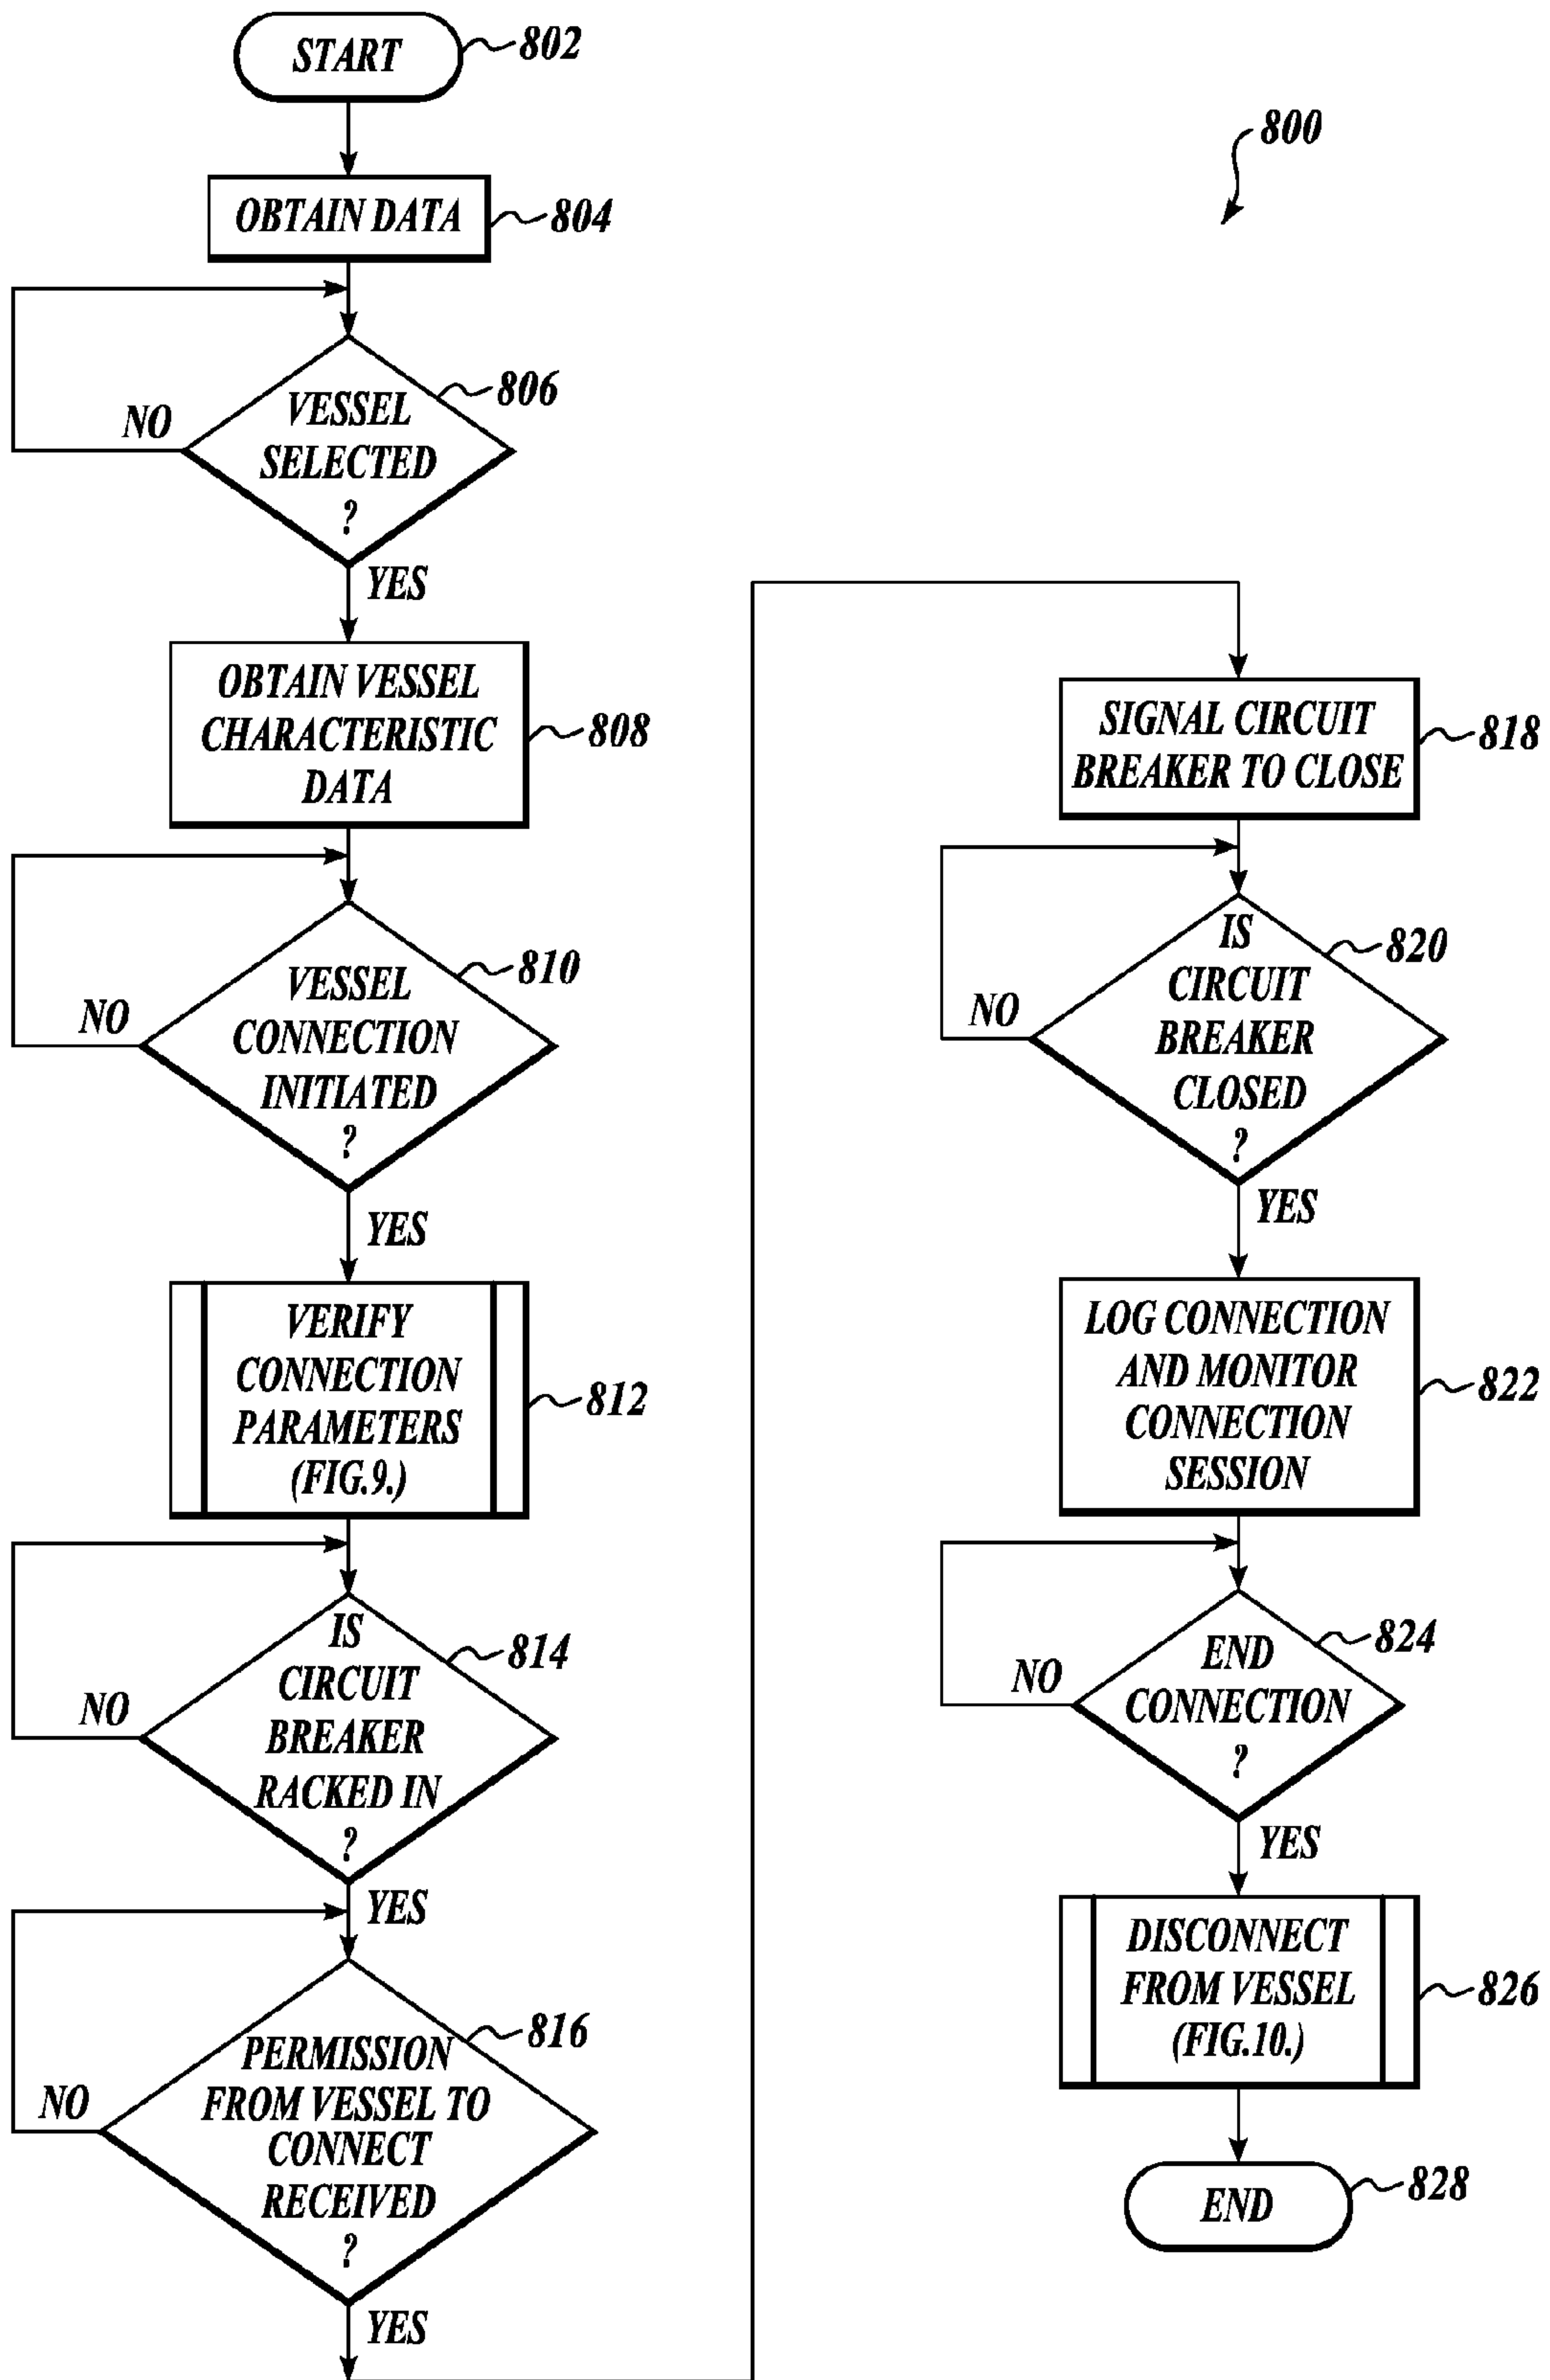 START
802
800
OBTAIN DATA
804
VESSEL
SELECTED
?
806
NO
YES
OBTAIN VESSEL
CHARACTERISTIC
DATA
808
VESSEL
CONNECTION
INITIATED
?
810
NO
YES
VERIFY
CONNECTION
PARAMETERS
(FIG.9.)
812
IS
CIRCUIT
BREAKER
RACKED IN
?
814
NO
YES
PERMISSION
FROM VESSEL TO
CONNECT
RECEIVED
?
816
NO
YES
SIGNAL CIRCUIT
BREAKER TO CLOSE
818
IS
CIRCUIT
BREAKER
CLOSED
?
820
NO
YES
LOG CONNECTION
AND MONITOR
CONNECTION
SESSION
822
END
CONNECTION
?
824
NO
YES
DISCONNECT
FROM VESSEL
(FIG.10.)
826
END
828